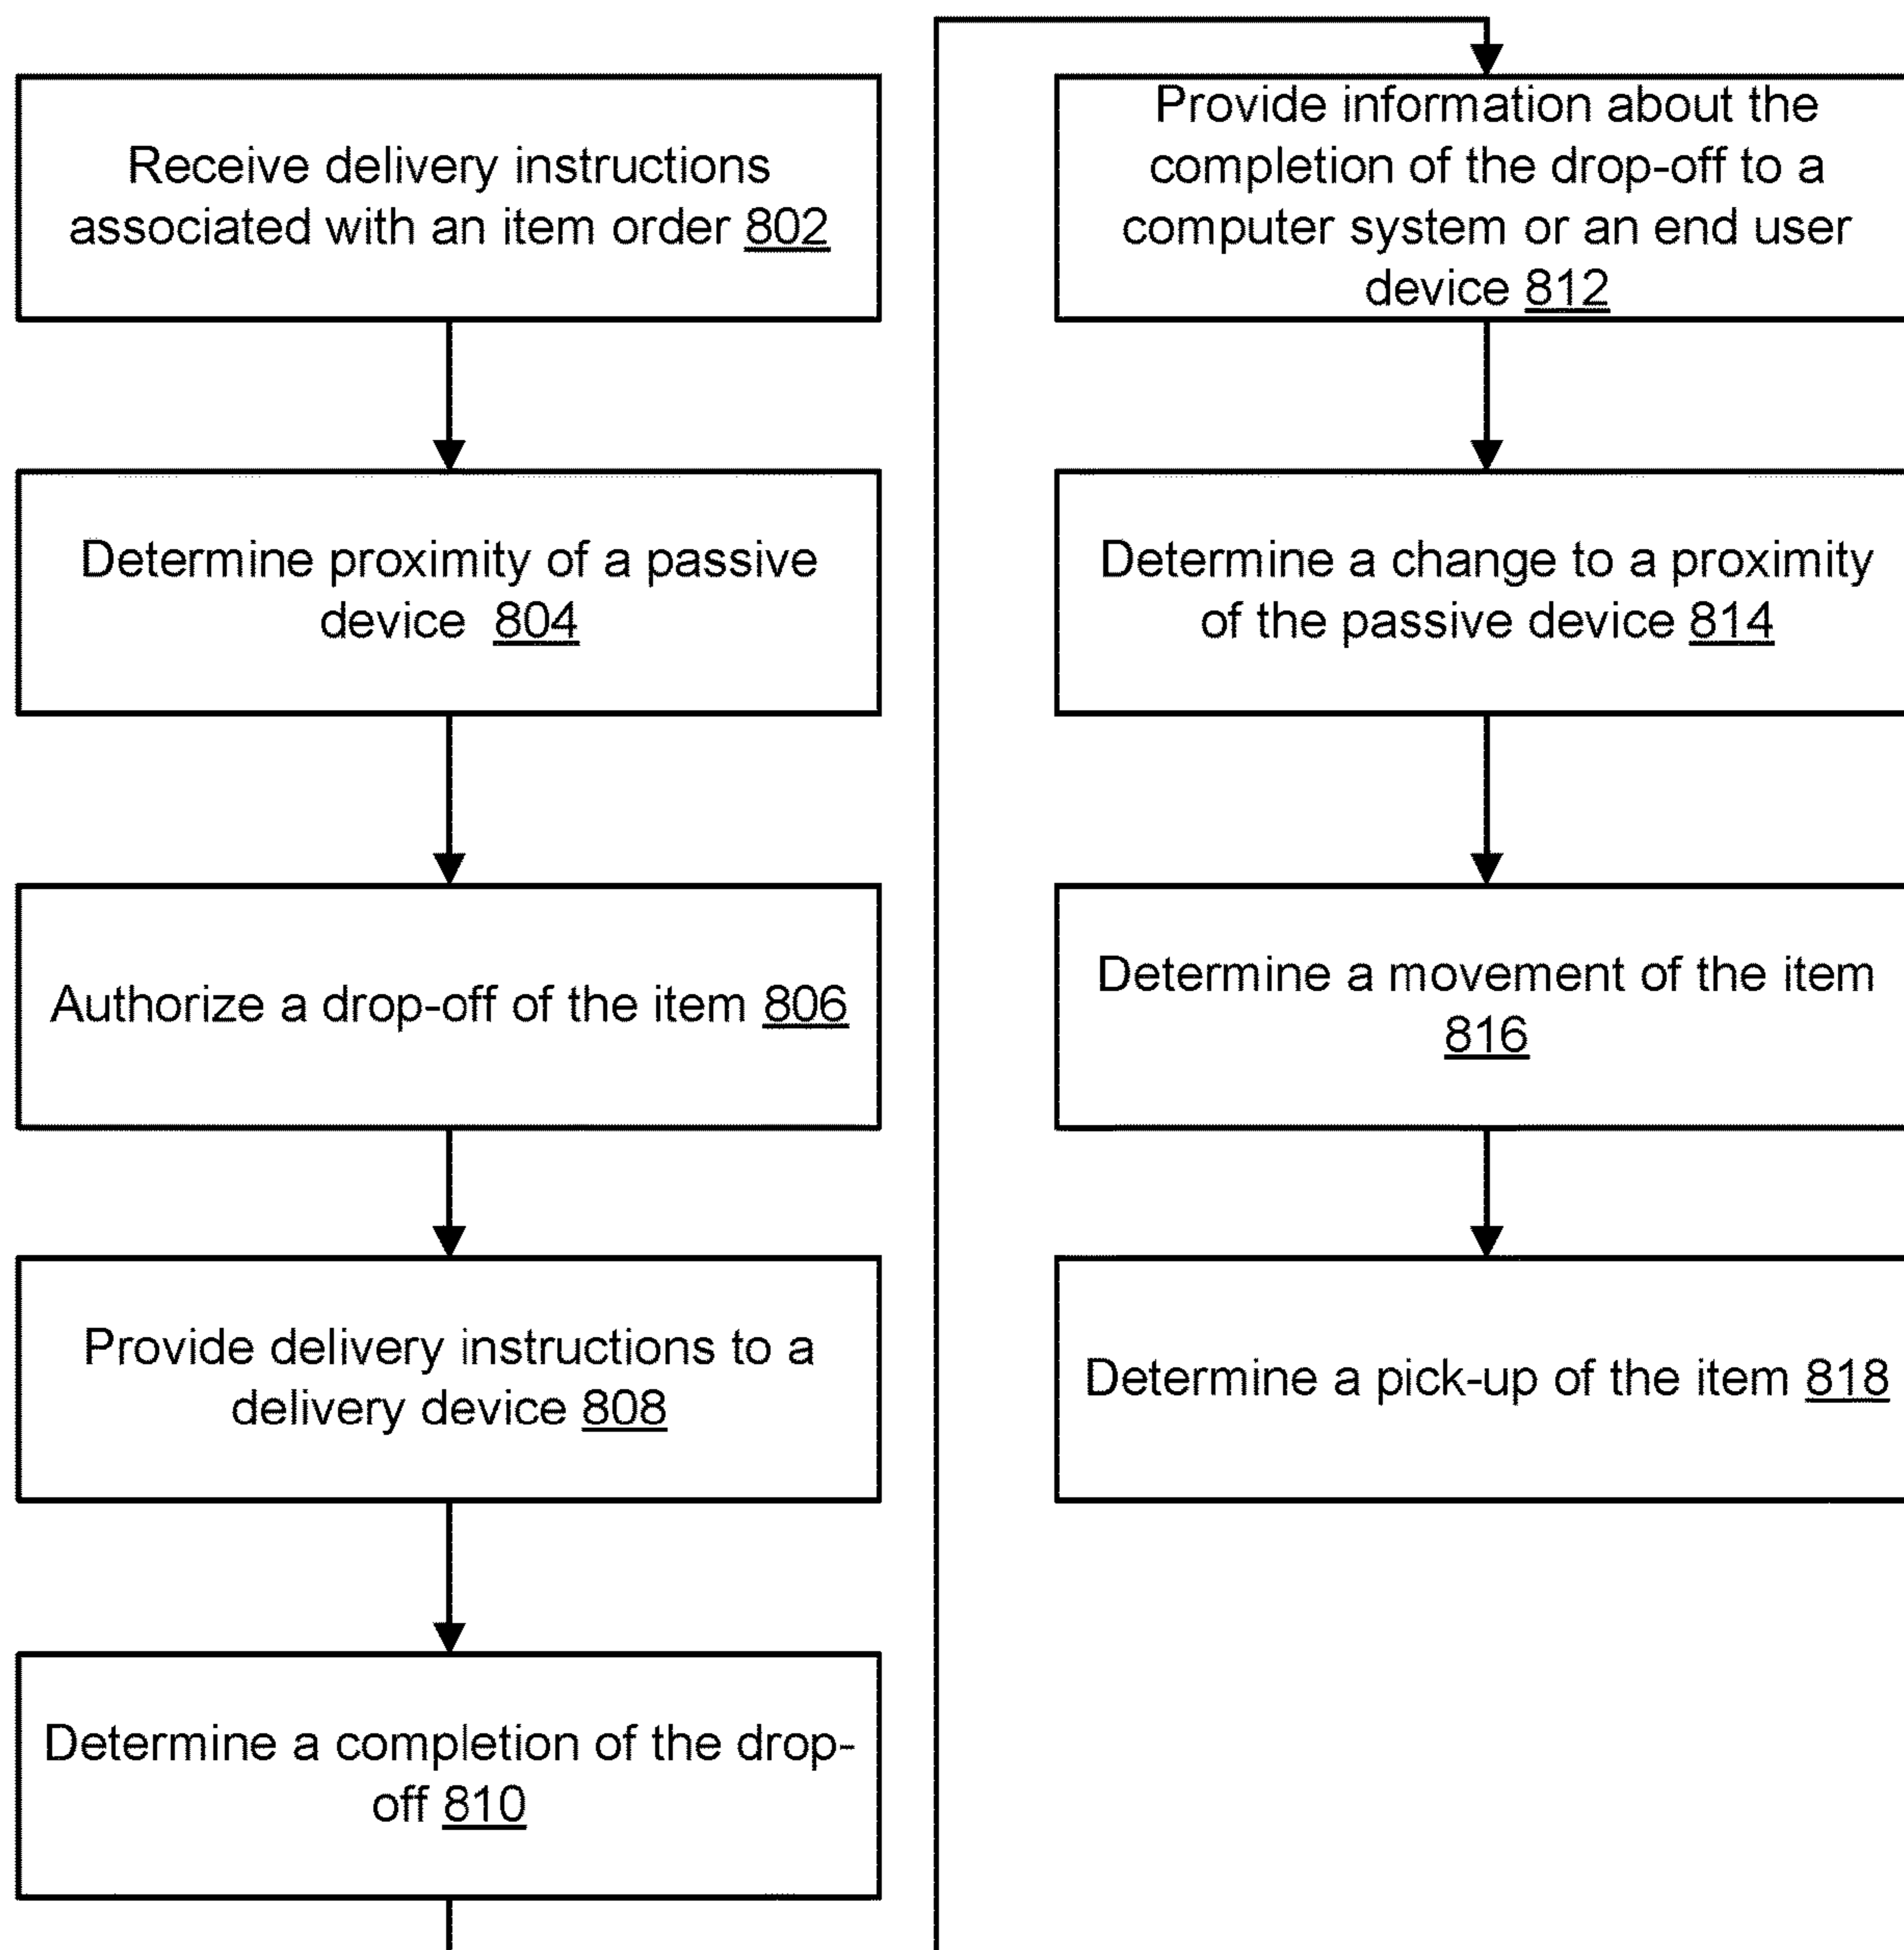 Receive delivery instructions
associated with an item order 802
Determine proximity of a passive
device 804
Authorize a drop-off of the item 806
Provide delivery instructions to a
delivery device 808
Determine a completion of the drop-
off 810
Provide information about the
completion of the drop-off to a
computer system or an end user
device 812
Determine a change to a proximity
of the passive device 814
Determine a movement of the item
816
Determine a pick-up of the item 818